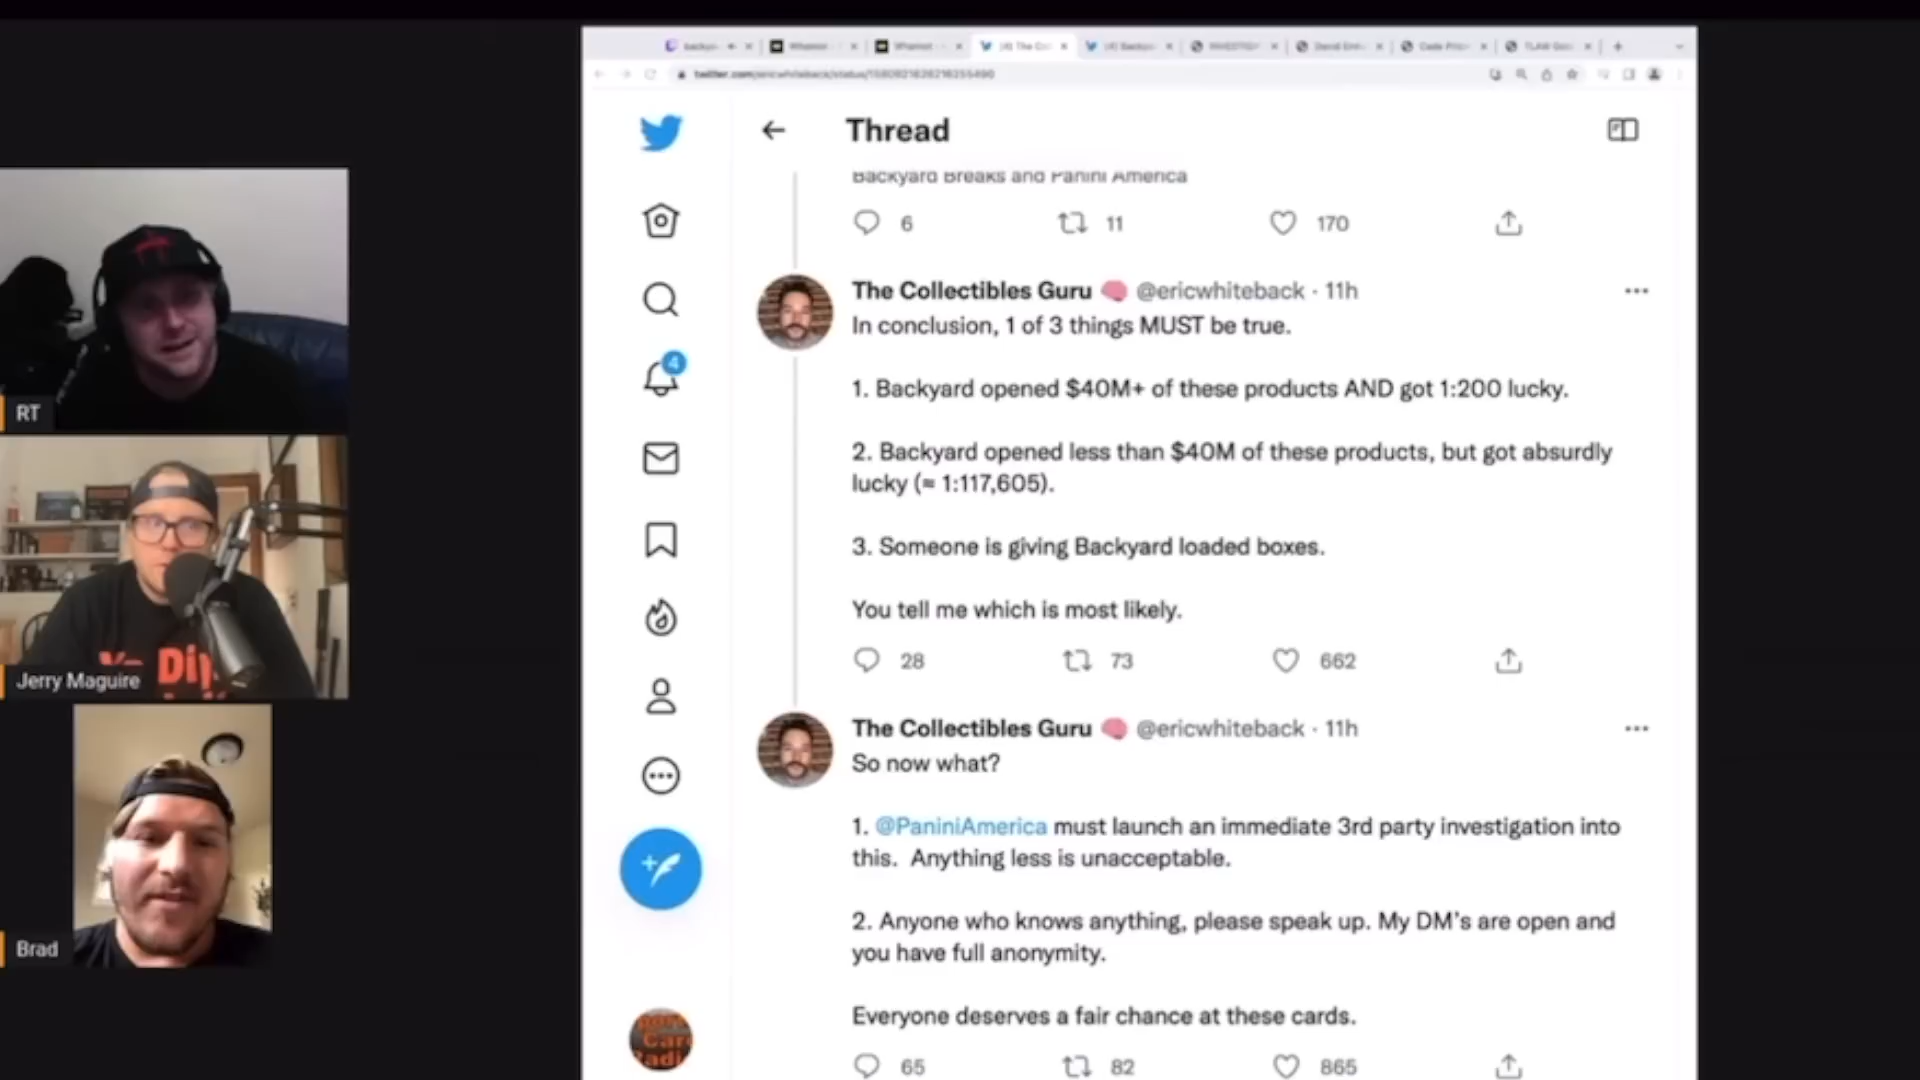 Thread
Backyard Breaks and Panini America
6 11 170
The Collectibles Guru @ericwhiteback · 11h
In conclusion, 1 of 3 things MUST be true.
1. Backyard opened $40M+ of these products AND got 1:200 lucky.
2. Backyard opened less than $40M of these products, but got absurdly
lucky (≈ 1:117,605).
3. Someone is giving Backyard loaded boxes.
You tell me which is most likely.
28 73 662
The Collectibles Guru @ericwhiteback · 11h
So now what?
1. @PaniniAmerica must launch an immediate 3rd party investigation into
this. Anything less is unacceptable.
2. Anyone who knows anything, please speak up. My DM's are open and
you have full anonymity.
Everyone deserves a fair chance at these cards.
65 82 865
4
RT
Jerry Maguire
Brad